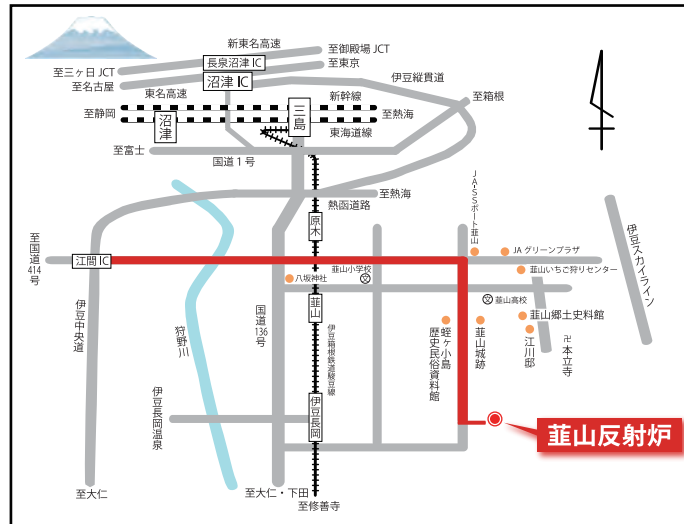 新東名高速
至御殿場 JCT
長泉沼津 IC
至三ヶ日 JCT
至東京
至名古屋
沼津 IC
伊豆縦貫道
東名高速
新幹線
至箱根
至静岡
沼津
三島
至熱海
東海道線
至富士
国道 1 号
至熱海
熱函道路
原木
JA・SSポート韮山
JA グリーンプラザ
伊豆スカイライン
至国道414号
江間 IC
韮山いちご狩りセンター
韮山小学校
八坂神社
韮山高校
韮山
韮山郷土史料館
伊豆中央道
狩野川
国道136号
伊豆箱根鉄道駿豆線
蛭ヶ小島
歴史民俗資料館
韮山城跡
江川邸
卍本立寺
伊豆長岡温泉
伊豆長岡
韮山反射炉
至大仁
至大仁・下田
至修善寺